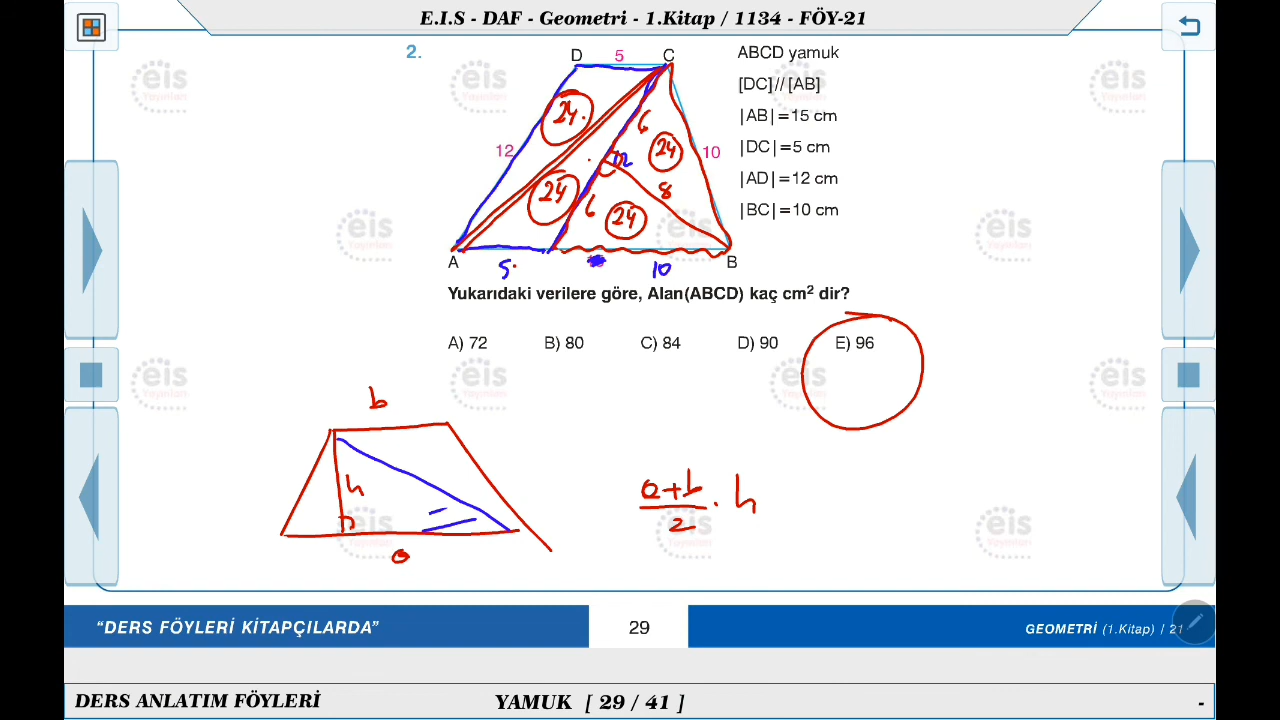 E.I.S - DAF - Geometri - 1.Kitap / 1134 - FÖY-21
2.
D 5 C
ABCD yamuk
[DC]//[AB]
|AB|=15 cm
|DC|=5 cm
|AD|=12 cm
|BC|=10 cm
24
6
12
24
12
10
24
8
6
24
A
B
5
10
Yukarıdaki verilere göre, Alan(ABCD) kaç cm² dir?
A) 72 B) 80 C) 84 D) 90 E) 96
b
h
a
a+b
2
. h
eis
Yayınları
"DERS FÖYLERİ KİTAPÇILARDA"
29
GEOMETRİ (1.Kitap) / 21
DERS ANLATIM FÖYLERİ
YAMUK [ 29 / 41 ]
-